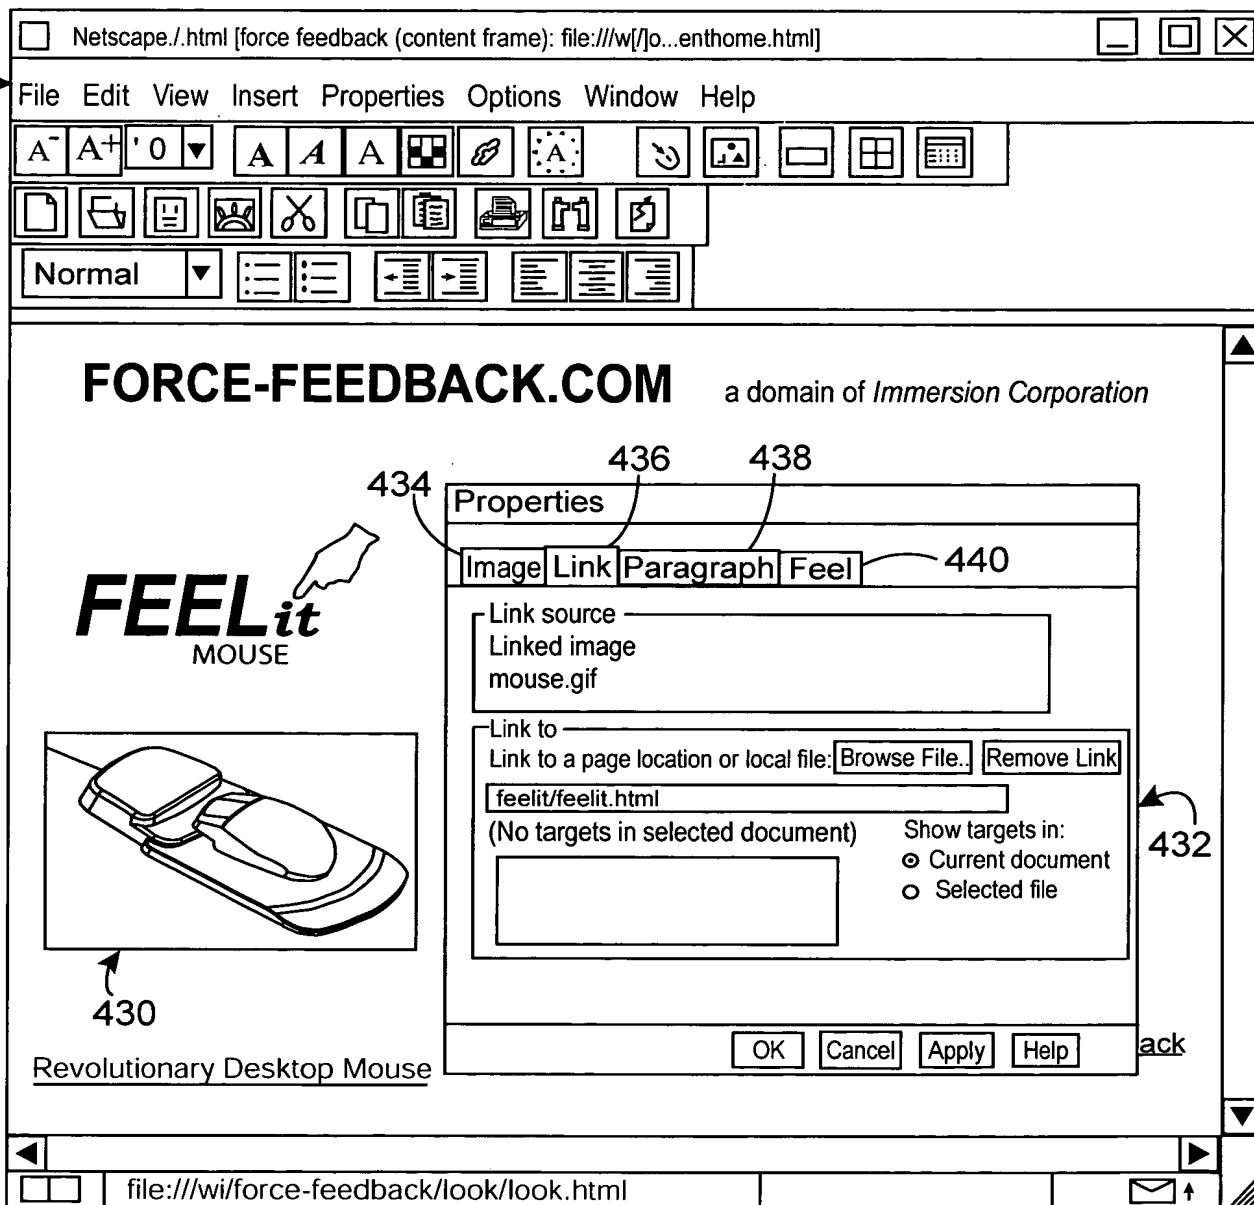 Netscape./.html [force feedback (content frame): file:///w[/]o...enthome.html]
File Edit View Insert Properties Options Window Help
A- A+ ' 0 A A A A
Normal
FORCE-FEEDBACK.COM a domain of Immersion Corporation
434 436 438
Properties
Image Link Paragraph Feel 440
FEELit
MOUSE
Link source
Linked image
mouse.gif
Link to
Link to a page location or local file: Browse File.. Remove Link
feelit/feelit.html
(No targets in selected document) Show targets in:
Current document
Selected file
432
430
OK Cancel Apply Help
Revolutionary Desktop Mouse ack
file:///wi/force-feedback/look/look.html